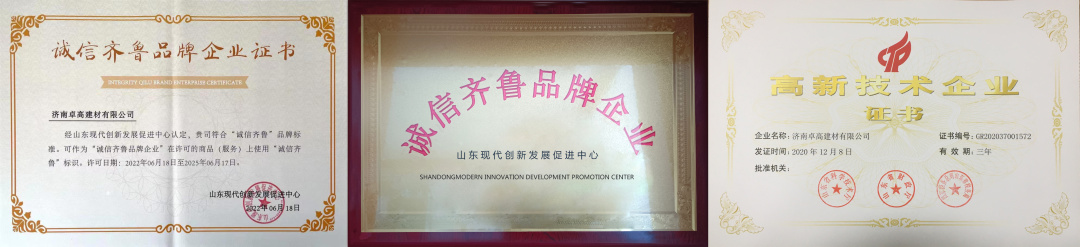 诚信齐鲁品牌企业证书
INTEGRITY QILU BRAND ENTERPRISE CERTIFICATE
济南卓高建材有限公司
经山东现代创新发展促进中心认定，贵司符合“诚信齐鲁”品牌标
准。可作为“诚信齐鲁品牌企业”在许可的商品（服务）上使用“诚信齐
鲁”标识。许可日期：2022年06月18日至2025年06月17日。
山东现代创新发展促进中心
2022年06月18日
诚信齐鲁品牌企业
山东现代创新发展促进中心
SHANDONGMODERN INNOVATION DEVELOPMENT PROMOTION CENTER
高新技术企业
证书
企业名称：济南卓高建材有限公司
证书编号：GR202037001572
发证时间：2020年12月8日
有效期：三年
批准机关：